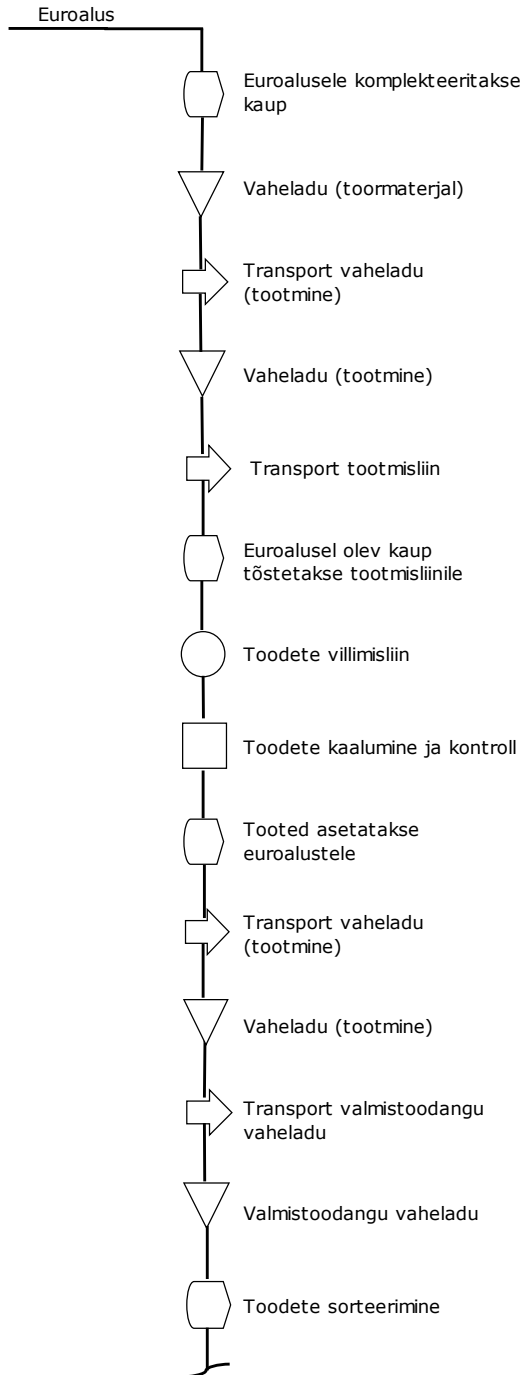 Euroalus
Euroalusele komplekteeritakse
kaup
Vaheladu (toormaterjal)
Transport vaheladu
(tootmine)
Vaheladu (tootmine)
Transport tootmisliin
Euroalusel olev kaup
tõstetakse tootmisliinile
Toodete villimisliin
Toodete kaalumine ja kontroll
Tooted asetatakse
euroalustele
Transport vaheladu
(tootmine)
Vaheladu (tootmine)
Transport valmistoodangu
vaheladu
Valmistoodangu vaheladu
Toodete sorteerimine